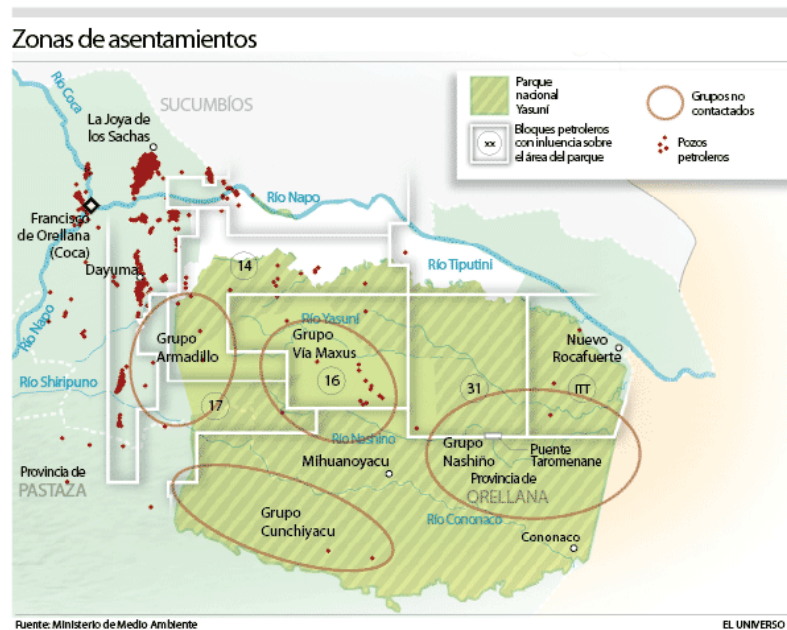 Zonas de asentamientos
Río Coca
SUCUMBÍOS
La Joya de
los Sachas
Parque
nacional
Yasuní
Grupos no
contactados
xx
Bloques petroleros
con inluencia sobre
el área del parque
Pozos
petroleros
Río Napo
Francisco
de Orellana
(Coca)
Dayuma
14
Río Tiputini
Río Napo
Río Yasuní
Grupo
Armadillo
Grupo
Vía Maxus
Nuevo
Rocafuerte
Río Shiripuno
16
31
ITT
17
Río Nashino
Mihuanoyacu
Grupo
Nashiño
Puente
Taromenane
Provincia de
PASTAZA
Provincia de
ORELLANA
Grupo
Cunchiyacu
Río Cononaco
Cononaco
Fuente: Ministerio de Medio Ambiente
EL UNIVERSO